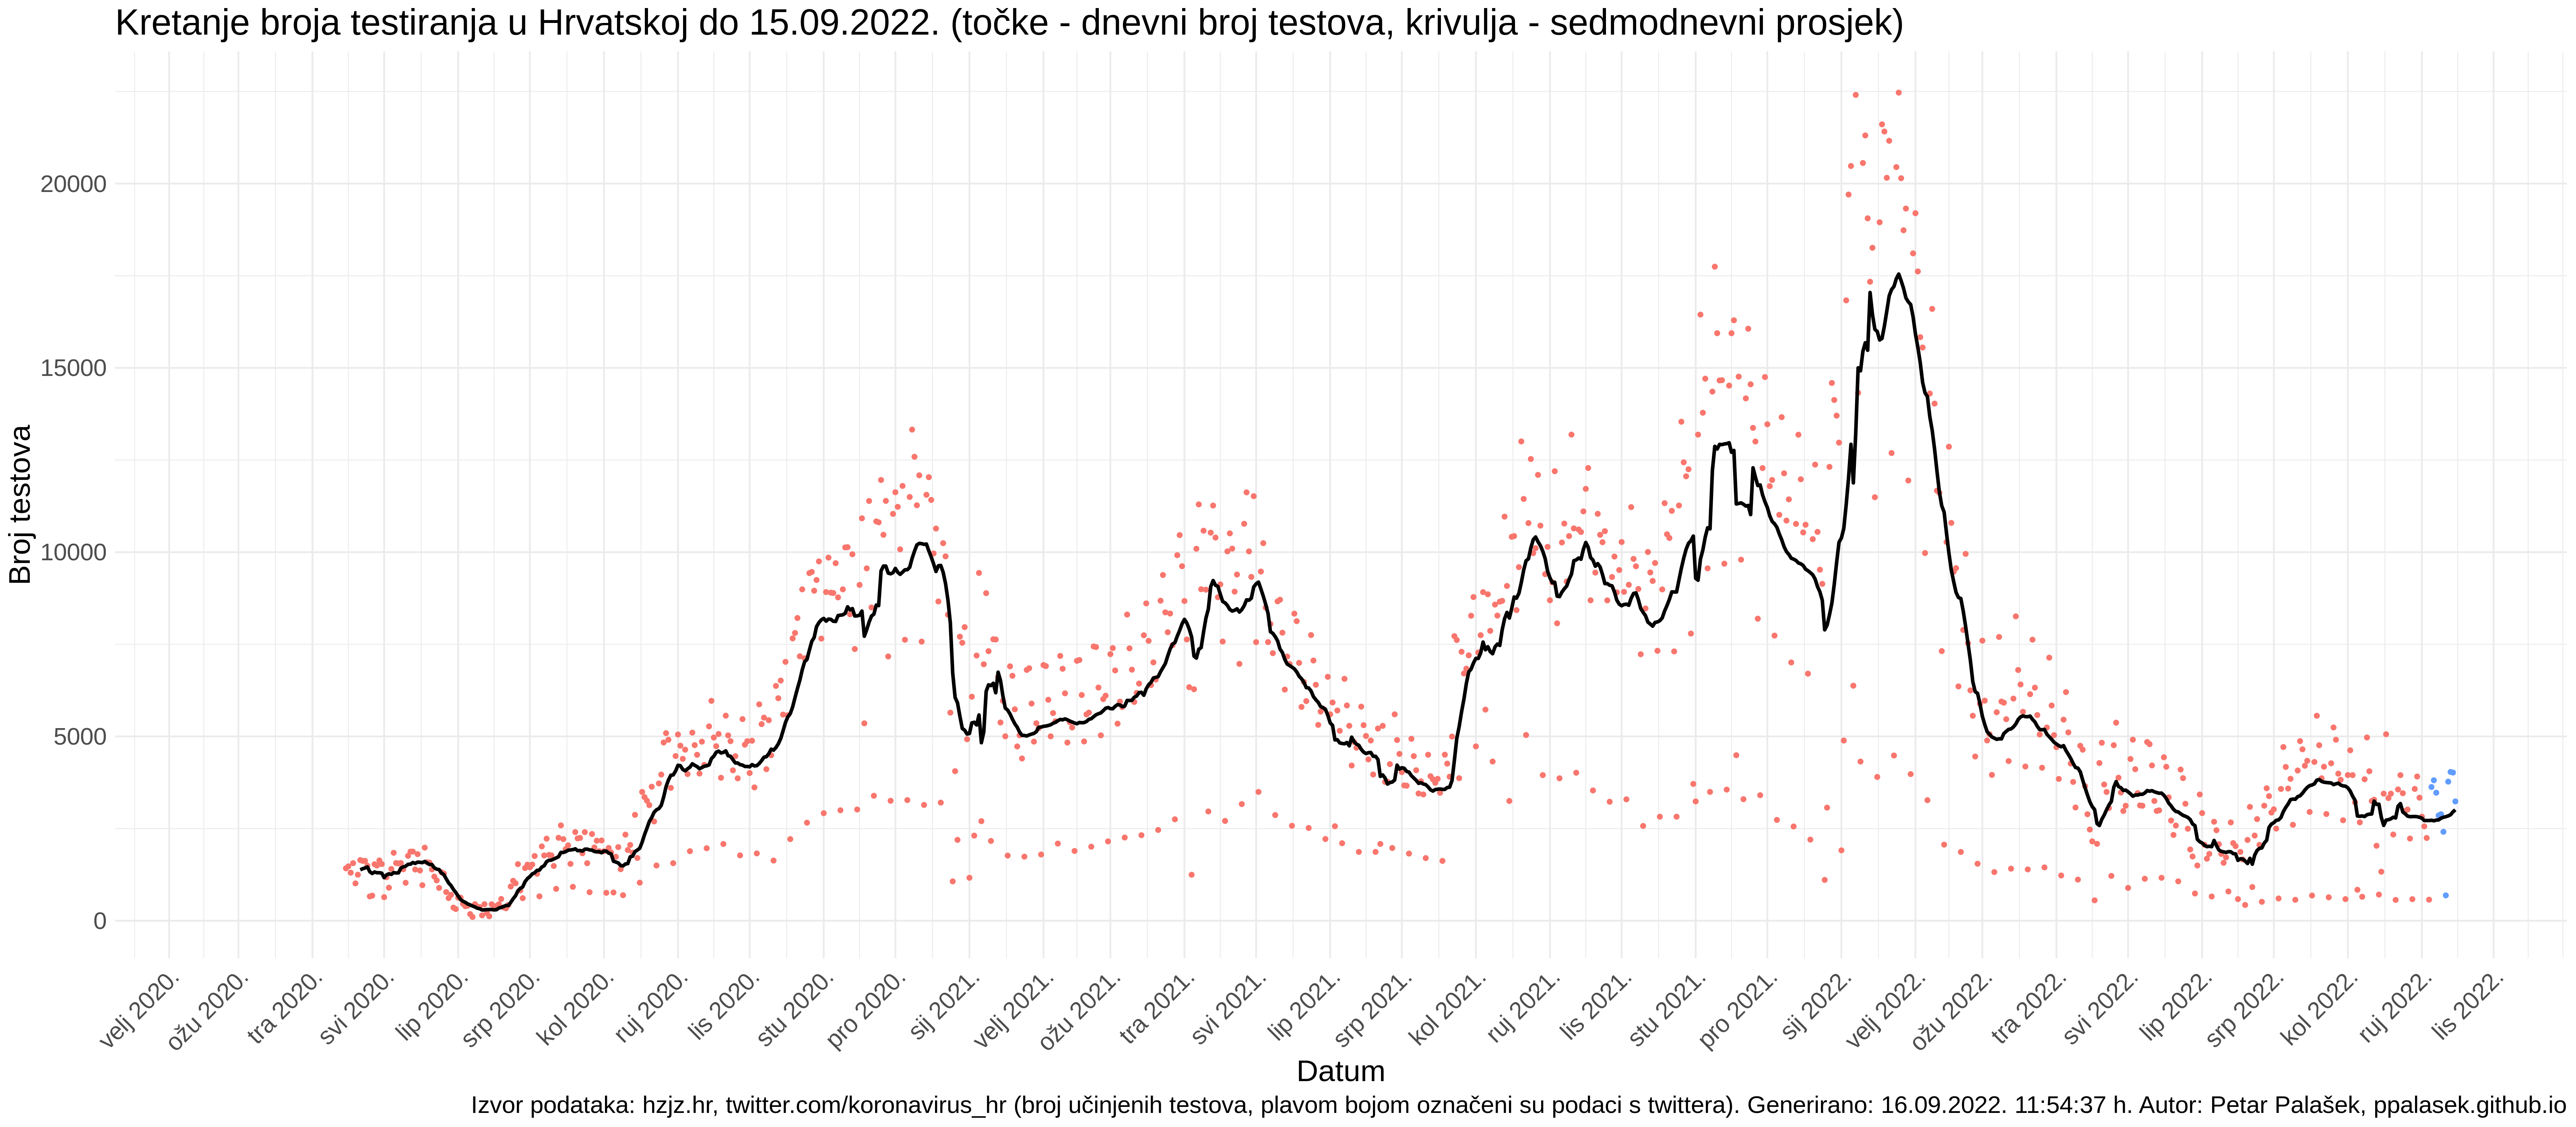 Kretanje broja testiranja u Hrvatskoj do 15.09.2022. (točke - dnevni broj testova, krivulja - sedmodnevni prosjek)
Broj testova
20000
15000
10000
5000
0
velj 2020.
ožu 2020.
tra 2020.
svi 2020.
lip 2020.
srp 2020.
kol 2020.
ruj 2020.
lis 2020.
stu 2020.
pro 2020.
sij 2021.
velj 2021.
ožu 2021.
tra 2021.
svi 2021.
lip 2021.
srp 2021.
kol 2021.
ruj 2021.
lis 2021.
stu 2021.
pro 2021.
sij 2022.
velj 2022.
ožu 2022.
tra 2022.
svi 2022.
lip 2022.
srp 2022.
kol 2022.
ruj 2022.
lis 2022.
Datum
Izvor podataka: hzjz.hr, twitter.com/koronavirus_hr (broj učinjenih testova, plavom bojom označeni su podaci s twittera). Generirano: 16.09.2022. 11:54:37 h. Autor: Petar Palašek, ppalasek.github.io